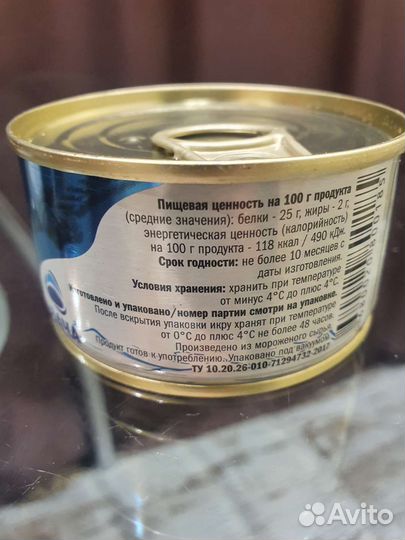 Пищевая ценность на 100 г продукта
(средние значения): белки - 25 г, жиры - 2 г,
энергетическая ценность (калорийность)
на 100 г продукта - 118 ккал / 490 кДж.
Срок годности: не более 10 месяцев с
даты изготовления.
Условия хранения: хранить при температуре
от минус 4°С до плюс 4°С.
Изготовлено и упаковано/номер партии смотри на упаковке.
После вскрытия упаковки икру хранят при температуре
от 0°С до плюс 4°С не более 48 часов.
Произведено из мороженого сырья.
Продукт готов к употреблению. Упаковано под вакуумом.
ТУ 10.20.26-010-71294732-2017
Avito